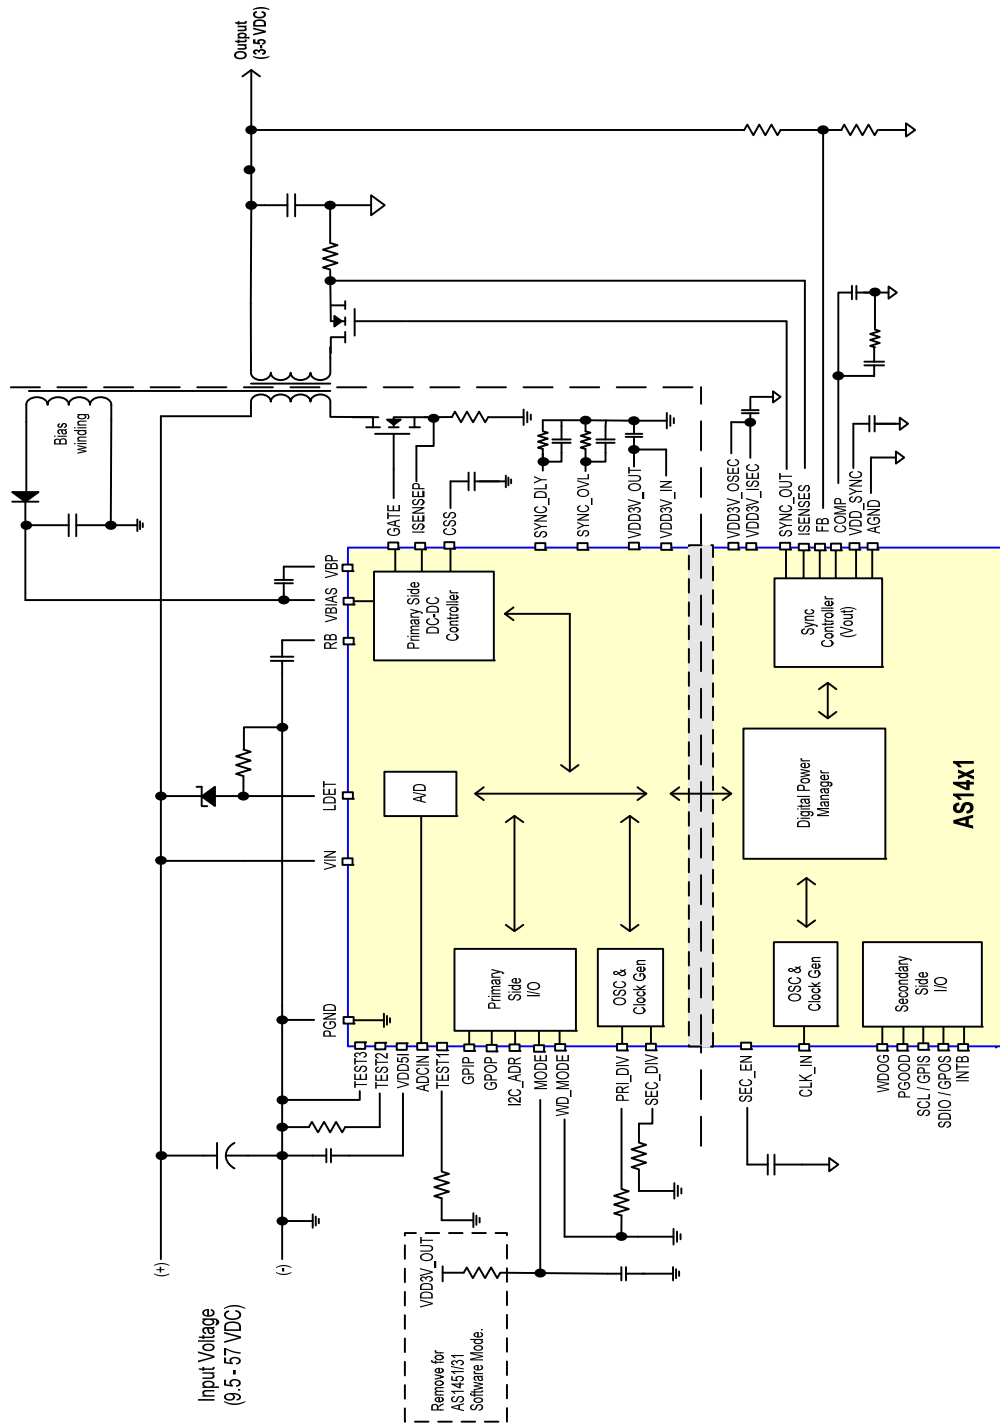 Input Voltage
(9.5 - 57 VDC)
(+)
(-)
Bias
winding
Output
(3-5 VDC)
PGND
VIN
LDET
RB
VBIAS
VBP
TEST3
TEST2
VDD5I
ADCIN
TEST1
GPIP
GPOP
I2C_ADR
MODE
WD_MODE
PRI_DIV
SEC_DIV
A/D
Primary Side
DC-DC
Controller
Primary
Side
I/O
OSC &
Clock Gen
GATE
ISENSEP
CSS
SYNC_DLY
SYNC_OVL
VDD3V_OUT
VDD3V_IN
VDD3V_OUT
Remove for
AS1451/31
Software Mode.
SEC_EN
CLK_IN
WDOG
PGOOD
SCL / GPIS
SDIO / GPOS
INTB
OSC &
Clock Gen
Secondary
Side
I/O
Digital Power
Manager
Sync
Controller
(Vout)
VDD3V_OSEC
VDD3V_ISEC
SYNC_OUT
ISENSES
FB
COMP
VDD_SYNC
AGND
AS14x1